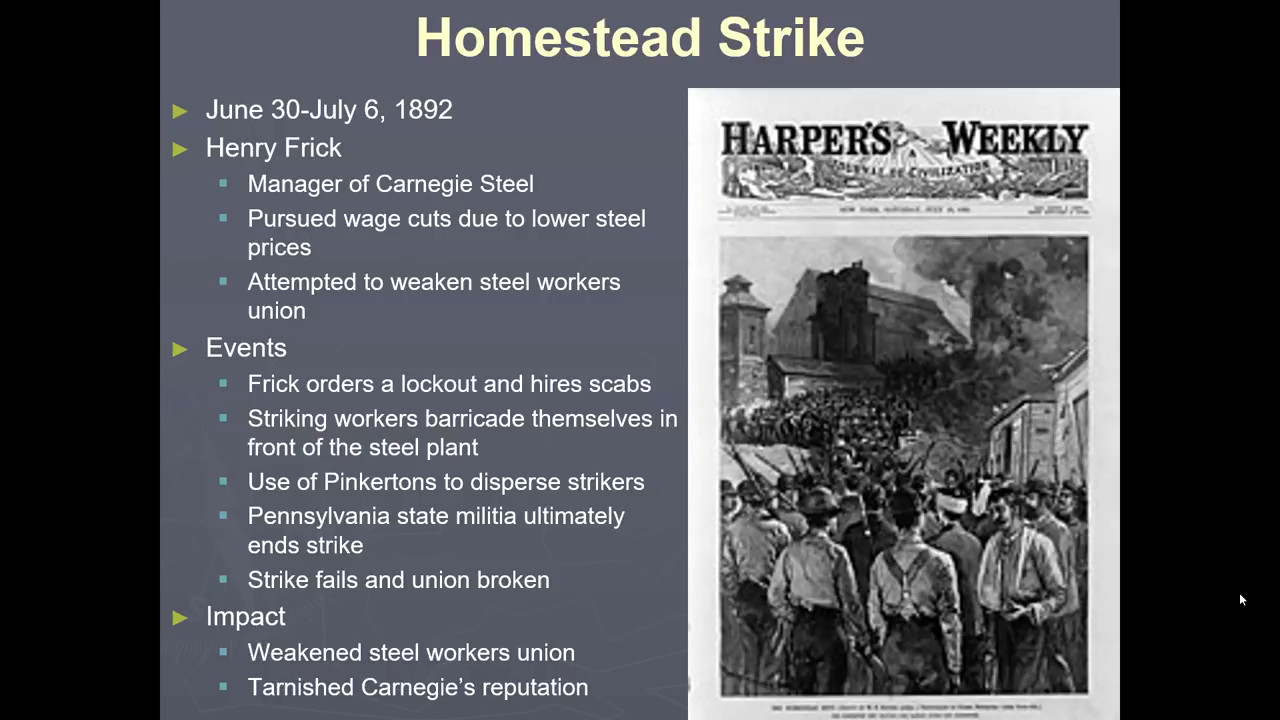 Homestead Strike
► June 30-July 6, 1892
► Henry Frick
▪ Manager of Carnegie Steel
▪ Pursued wage cuts due to lower steel
prices
▪ Attempted to weaken steel workers
union
► Events
▪ Frick orders a lockout and hires scabs
▪ Striking workers barricade themselves in
front of the steel plant
▪ Use of Pinkertons to disperse strikers
▪ Pennsylvania state militia ultimately
ends strike
▪ Strike fails and union broken
► Impact
▪ Weakened steel workers union
▪ Tarnished Carnegie's reputation
HARPER'S WEEKLY
JOURNAL OF CIVILIZATION